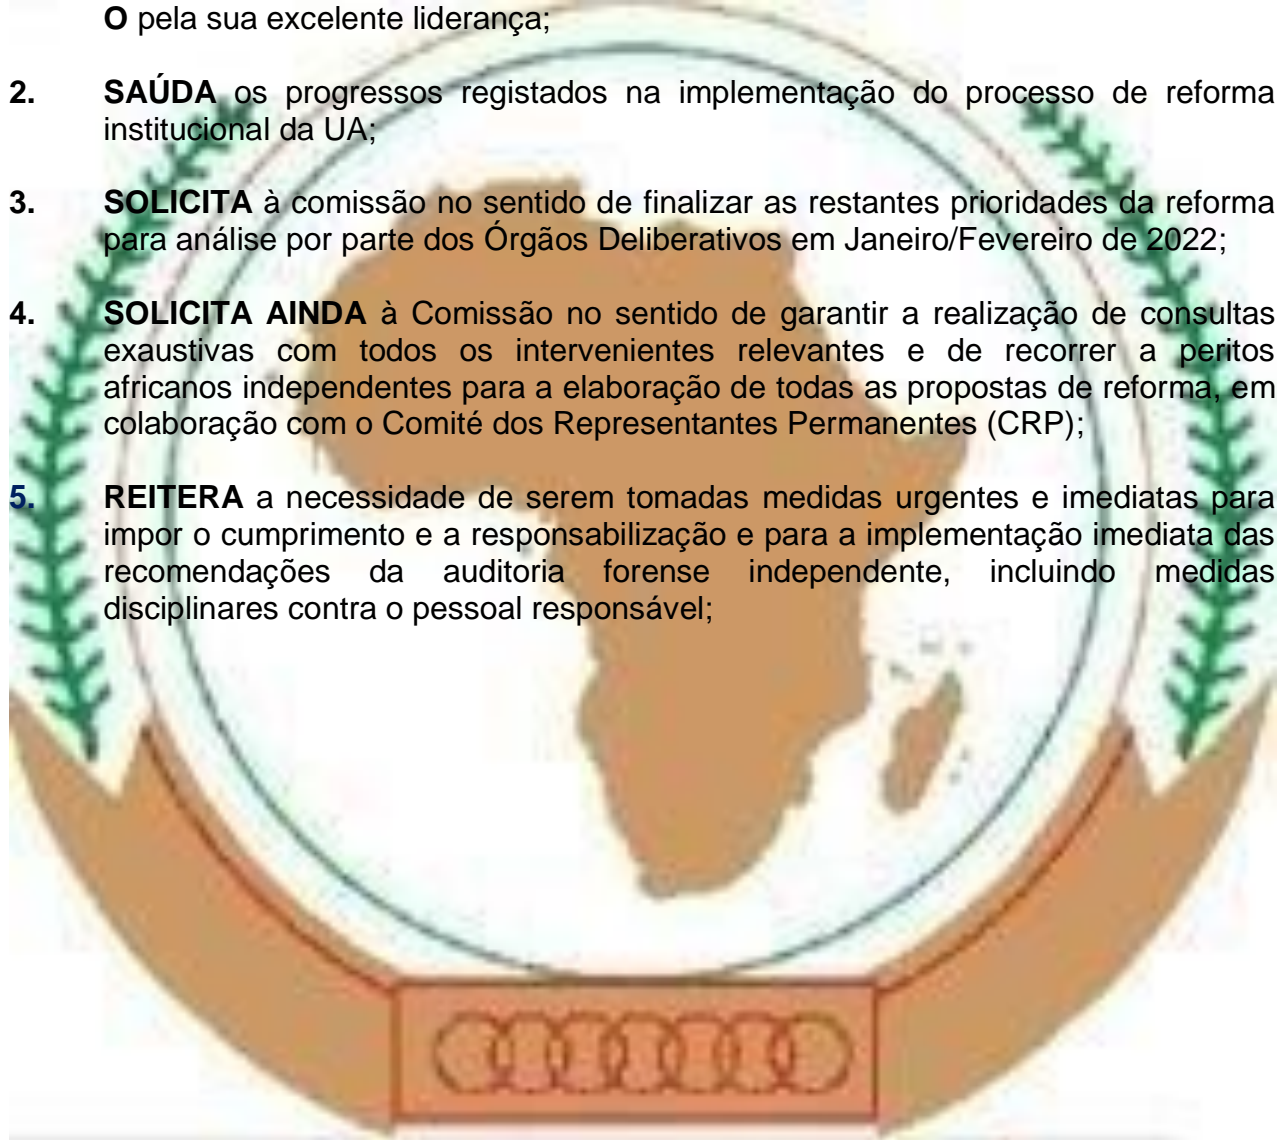 O pela sua excelente liderança;
2. SAÚDA os progressos registados na implementação do processo de reforma
institucional da UA;
3. SOLICITA à comissão no sentido de finalizar as restantes prioridades da reforma
para análise por parte dos Órgãos Deliberativos em Janeiro/Fevereiro de 2022;
4. SOLICITA AINDA à Comissão no sentido de garantir a realização de consultas
exaustivas com todos os intervenientes relevantes e de recorrer a peritos
africanos independentes para a elaboração de todas as propostas de reforma, em
colaboração com o Comité dos Representantes Permanentes (CRP);
5. REITERA a necessidade de serem tomadas medidas urgentes e imediatas para
impor o cumprimento e a responsabilização e para a implementação imediata das
recomendações da auditoria forense independente, incluindo medidas
disciplinares contra o pessoal responsável;